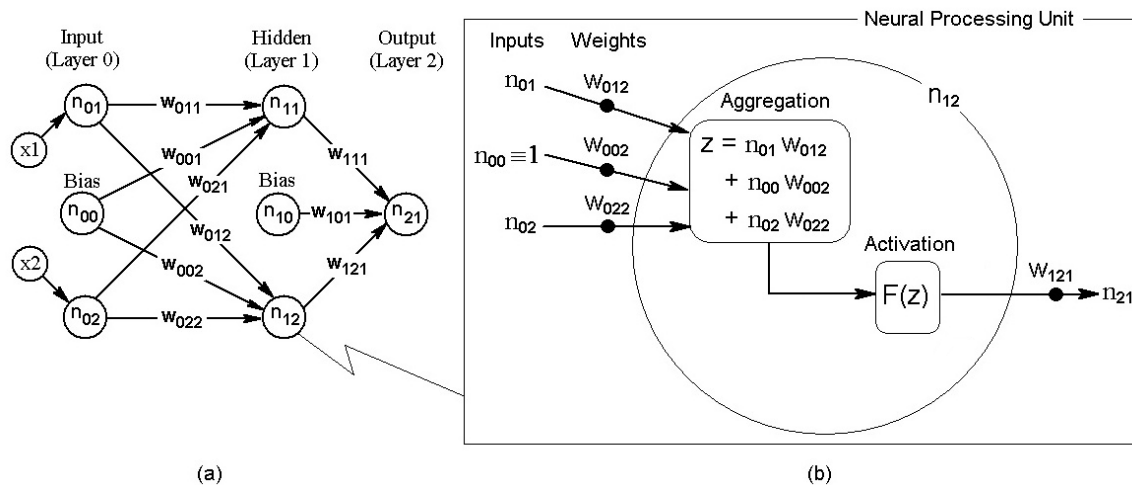 Input
(Layer 0)
Hidden
(Layer 1)
Output
(Layer 2)
n01
w011
n11
x1
w001
w111
Bias
w021
Bias
n00
n10
w101
n21
w012
x2
w002
w121
n02
w022
n12
(a)
Neural Processing Unit
Inputs Weights
n01
W012
n12
Aggregation
n00 ≡1
W002
z = n01 W012
+ n00 W002
+ n02 W022
n02
W022
Activation
F(z)
W121
n21
(b)